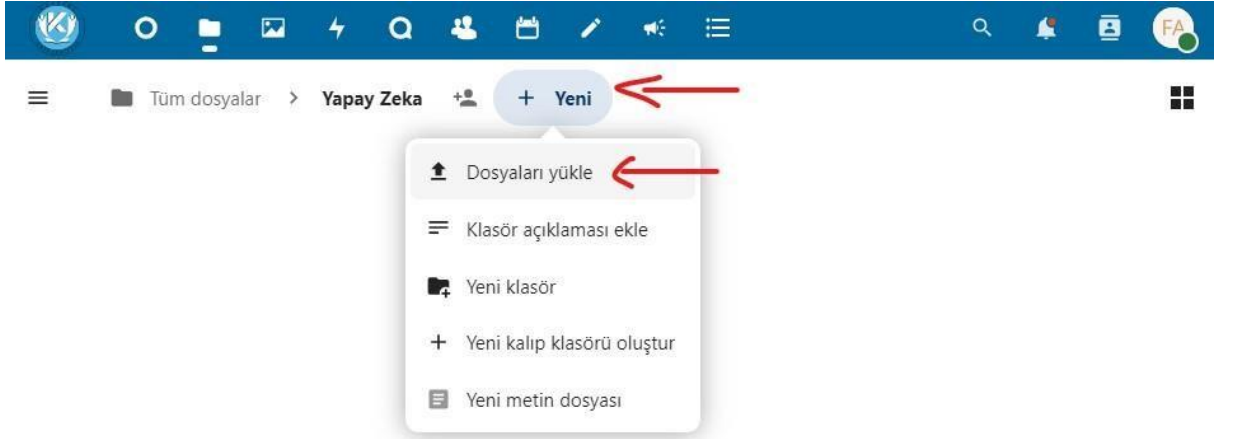 FA
Tüm dosyalar > Yapay Zeka + Yeni
Dosyaları yükle
Klasör açıklaması ekle
Yeni klasör
Yeni kalıp klasörü oluştur
Yeni metin dosyası